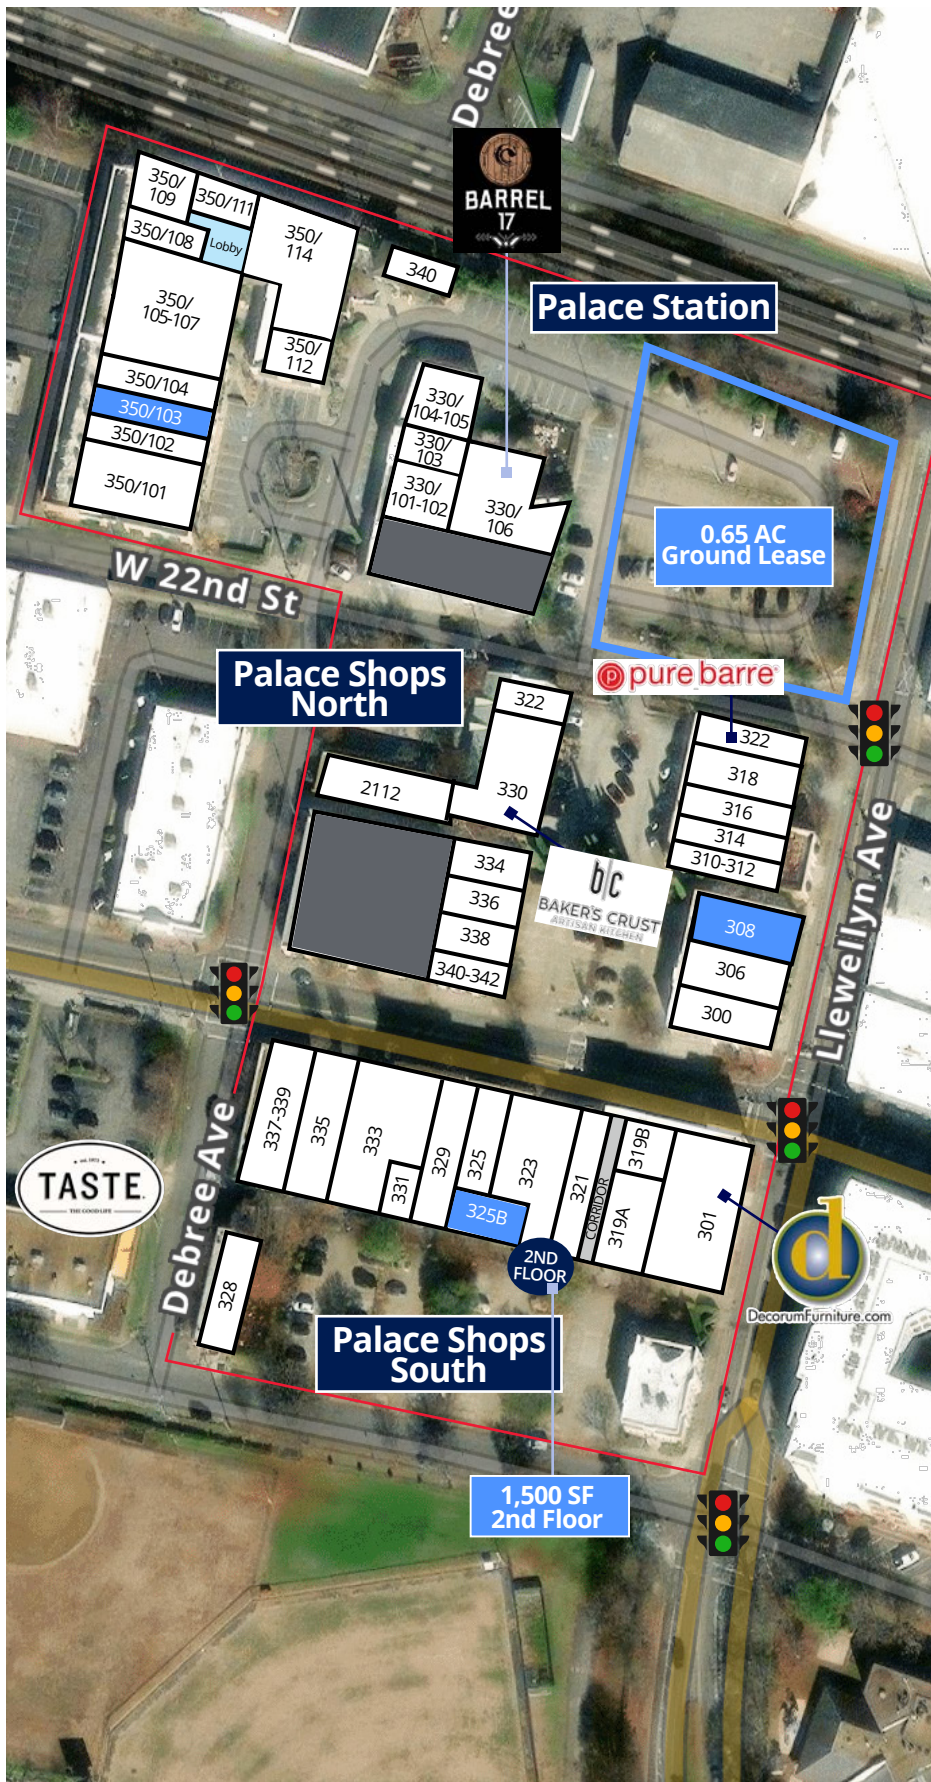 Debree
BARREL
17
350/
109
350/111
350/108
Lobby
350/
114
340
Palace Station
350/
105-107
350/
112
350/104
350/103
350/102
350/101
330/
104-105
330/
103
330/
101-102
330/
106
0.65 AC
Ground Lease
W 22nd St
Palace Shops
North
pure barre
322
322
318
316
314
310-312
2112
330
334
336
338
340-342
b|c
BAKER'S CRUST
ARTISAN KITCHEN
308
306
300
Llewellyn Ave
337-339
335
333
331
329
325
325B
323
321
CORRIDOR
319B
319A
301
TASTE
THE GOOD LIFE
Debree Ave
328
2ND
FLOOR
d
DecorumFurniture.com
Palace Shops
South
1,500 SF
2nd Floor